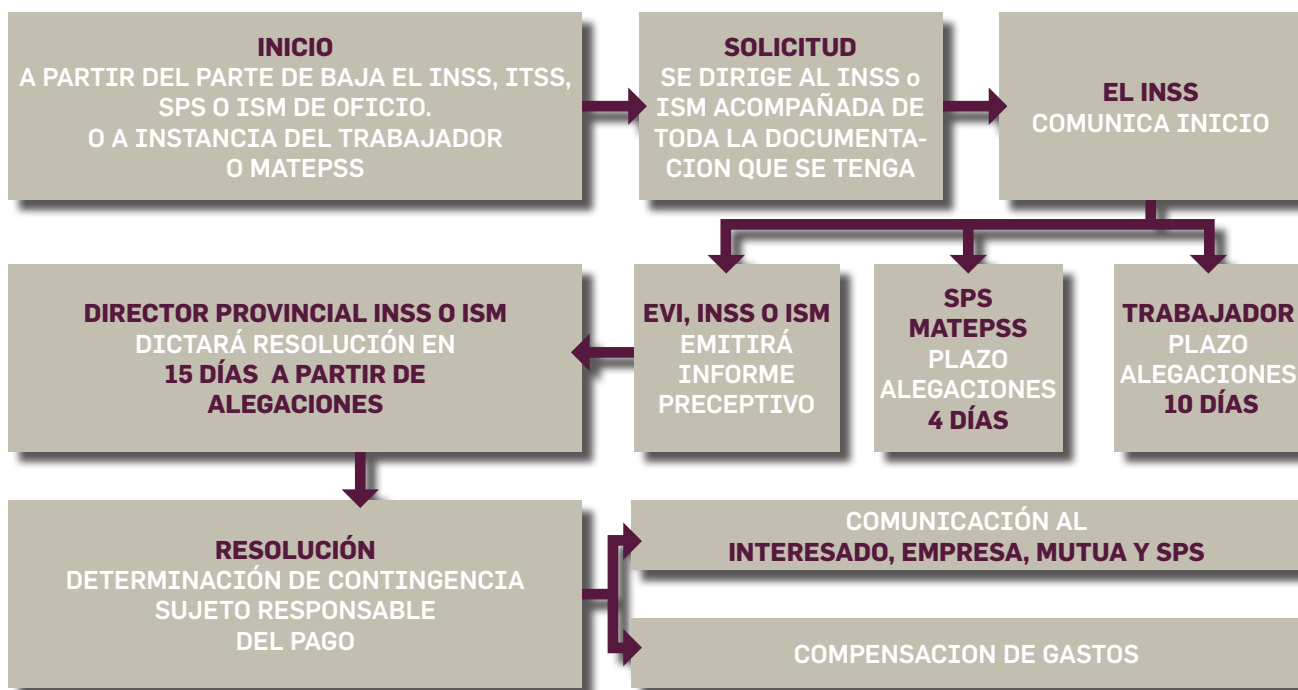 INICIO
A PARTIR DEL PARTE DE BAJA EL INSS, ITSS,
SPS O ISM DE OFICIO.
O A INSTANCIA DEL TRABAJADOR
O MATEPSS
SOLICITUD
SE DIRIGE AL INSS o
ISM ACOMPAÑADA DE
TODA LA DOCUMENTA-
CION QUE SE TENGA
EL INSS
COMUNICA INICIO
DIRECTOR PROVINCIAL INSS O ISM
DICTARÁ RESOLUCIÓN EN
15 DÍAS A PARTIR DE
ALEGACIONES
EVI, INSS O ISM
EMITIRÁ
INFORME
PRECEPTIVO
SPS
MATEPSS
PLAZO
ALEGACIONES
4 DÍAS
TRABAJADOR
PLAZO
ALEGACIONES
10 DÍAS
RESOLUCIÓN
DETERMINACIÓN DE CONTINGENCIA
SUJETO RESPONSABLE
DEL PAGO
COMUNICACIÓN AL
INTERESADO, EMPRESA, MUTUA Y SPS
COMPENSACION DE GASTOS